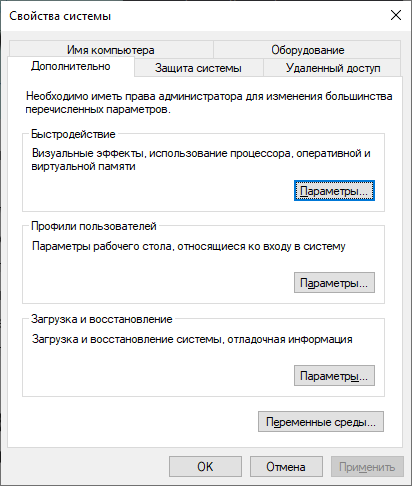 Свойства системы
Имя компьютера
Оборудование
Дополнительно
Защита системы
Удаленный доступ
Необходимо иметь права администратора для изменения большинства
перечисленных параметров.
Быстродействие
Визуальные эффекты, использование процессора, оперативной и
виртуальной памяти
Параметры...
Профили пользователей
Параметры рабочего стола, относящиеся ко входу в систему
Параметры...
Загрузка и восстановление
Загрузка и восстановление системы, отладочная информация
Параметры...
Переменные среды...
ОК
Отмена
Применить